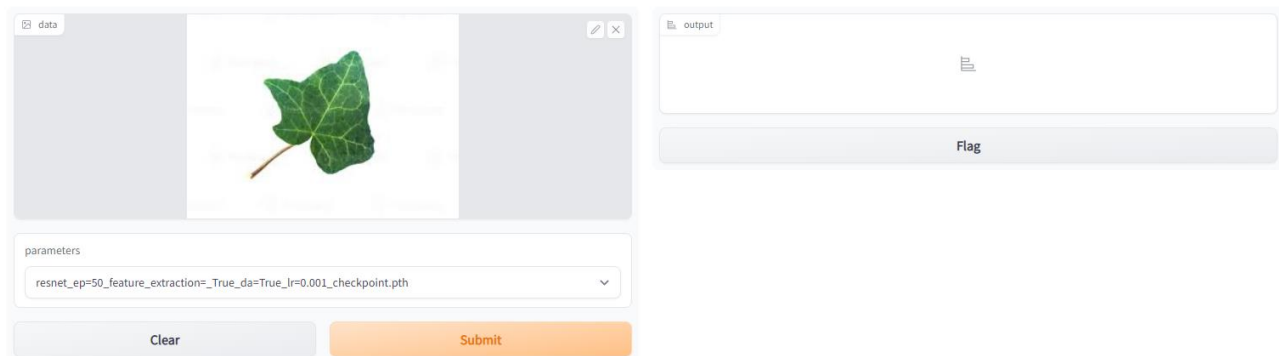 data
parameters
resnet_ep=50_feature_extraction=_True_da=True_lr=0.001_checkpoint.pth
Clear
Submit
output
Flag